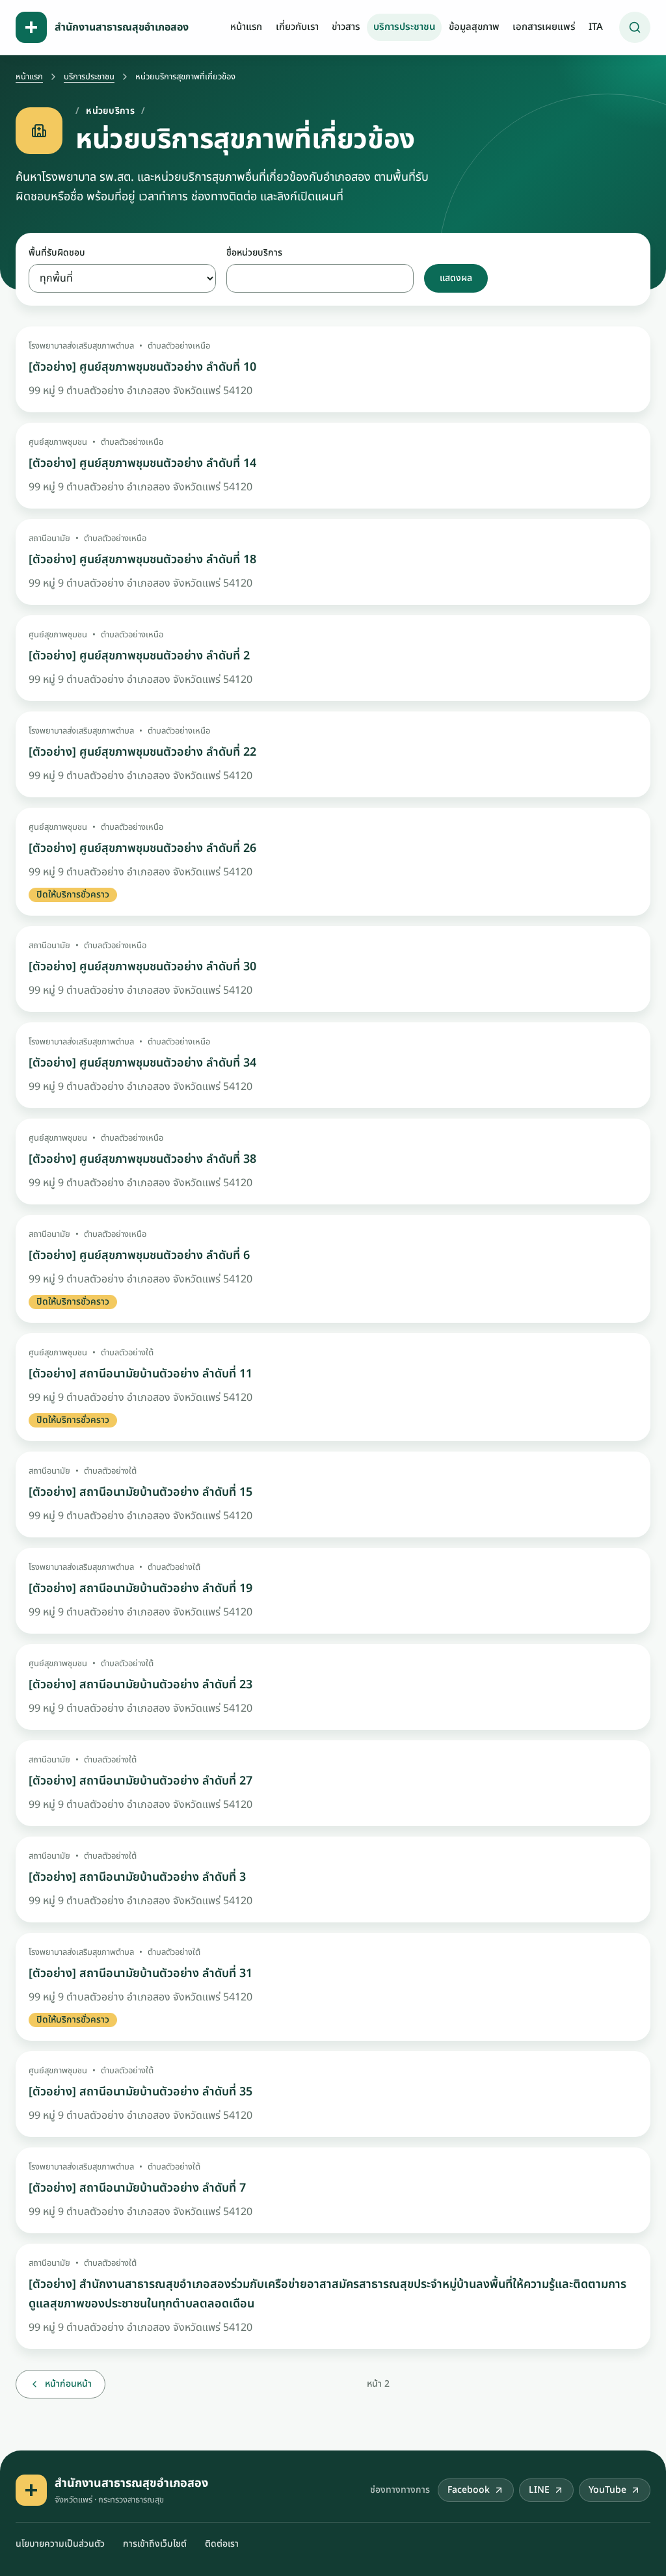 สำนักงานสาธารณสุขอำเภอสอง
หน้าแรก
เกี่ยวกับเรา
ข่าวสาร
บริการประชาชน
ข้อมูลสุขภาพ
เอกสารเผยแพร่
ITA
หน้าแรก > บริการประชาชน > หน่วยบริการสุขภาพที่เกี่ยวข้อง
/ หน่วยบริการ /
หน่วยบริการสุขภาพที่เกี่ยวข้อง
ค้นหาโรงพยาบาล รพ.สต. และหน่วยบริการสุขภาพอื่นที่เกี่ยวข้องกับอำเภอสอง ตามพื้นที่รับ
ผิดชอบหรือชื่อ พร้อมที่อยู่ เวลาทำการ ช่องทางติดต่อ และลิงก์เปิดแผนที่
พื้นที่รับผิดชอบ
ทุกพื้นที่
ชื่อหน่วยบริการ
แสดงผล
โรงพยาบาลส่งเสริมสุขภาพตำบล • ตำบลตัวอย่างเหนือ
[ตัวอย่าง] ศูนย์สุขภาพชุมชนตัวอย่าง ลำดับที่ 10
99 หมู่ 9 ตำบลตัวอย่าง อำเภอสอง จังหวัดแพร่ 54120
ศูนย์สุขภาพชุมชน • ตำบลตัวอย่างเหนือ
[ตัวอย่าง] ศูนย์สุขภาพชุมชนตัวอย่าง ลำดับที่ 14
99 หมู่ 9 ตำบลตัวอย่าง อำเภอสอง จังหวัดแพร่ 54120
สถานีอนามัย • ตำบลตัวอย่างเหนือ
[ตัวอย่าง] ศูนย์สุขภาพชุมชนตัวอย่าง ลำดับที่ 18
99 หมู่ 9 ตำบลตัวอย่าง อำเภอสอง จังหวัดแพร่ 54120
ศูนย์สุขภาพชุมชน • ตำบลตัวอย่างเหนือ
[ตัวอย่าง] ศูนย์สุขภาพชุมชนตัวอย่าง ลำดับที่ 2
99 หมู่ 9 ตำบลตัวอย่าง อำเภอสอง จังหวัดแพร่ 54120
โรงพยาบาลส่งเสริมสุขภาพตำบล • ตำบลตัวอย่างเหนือ
[ตัวอย่าง] ศูนย์สุขภาพชุมชนตัวอย่าง ลำดับที่ 22
99 หมู่ 9 ตำบลตัวอย่าง อำเภอสอง จังหวัดแพร่ 54120
ศูนย์สุขภาพชุมชน • ตำบลตัวอย่างเหนือ
[ตัวอย่าง] ศูนย์สุขภาพชุมชนตัวอย่าง ลำดับที่ 26
99 หมู่ 9 ตำบลตัวอย่าง อำเภอสอง จังหวัดแพร่ 54120
ปิดให้บริการชั่วคราว
สถานีอนามัย • ตำบลตัวอย่างเหนือ
[ตัวอย่าง] ศูนย์สุขภาพชุมชนตัวอย่าง ลำดับที่ 30
99 หมู่ 9 ตำบลตัวอย่าง อำเภอสอง จังหวัดแพร่ 54120
โรงพยาบาลส่งเสริมสุขภาพตำบล • ตำบลตัวอย่างเหนือ
[ตัวอย่าง] ศูนย์สุขภาพชุมชนตัวอย่าง ลำดับที่ 34
99 หมู่ 9 ตำบลตัวอย่าง อำเภอสอง จังหวัดแพร่ 54120
ศูนย์สุขภาพชุมชน • ตำบลตัวอย่างเหนือ
[ตัวอย่าง] ศูนย์สุขภาพชุมชนตัวอย่าง ลำดับที่ 38
99 หมู่ 9 ตำบลตัวอย่าง อำเภอสอง จังหวัดแพร่ 54120
สถานีอนามัย • ตำบลตัวอย่างเหนือ
[ตัวอย่าง] ศูนย์สุขภาพชุมชนตัวอย่าง ลำดับที่ 6
99 หมู่ 9 ตำบลตัวอย่าง อำเภอสอง จังหวัดแพร่ 54120
ปิดให้บริการชั่วคราว
ศูนย์สุขภาพชุมชน • ตำบลตัวอย่างใต้
[ตัวอย่าง] สถานีอนามัยบ้านตัวอย่าง ลำดับที่ 11
99 หมู่ 9 ตำบลตัวอย่าง อำเภอสอง จังหวัดแพร่ 54120
ปิดให้บริการชั่วคราว
สถานีอนามัย • ตำบลตัวอย่างใต้
[ตัวอย่าง] สถานีอนามัยบ้านตัวอย่าง ลำดับที่ 15
99 หมู่ 9 ตำบลตัวอย่าง อำเภอสอง จังหวัดแพร่ 54120
โรงพยาบาลส่งเสริมสุขภาพตำบล • ตำบลตัวอย่างใต้
[ตัวอย่าง] สถานีอนามัยบ้านตัวอย่าง ลำดับที่ 19
99 หมู่ 9 ตำบลตัวอย่าง อำเภอสอง จังหวัดแพร่ 54120
ศูนย์สุขภาพชุมชน • ตำบลตัวอย่างใต้
[ตัวอย่าง] สถานีอนามัยบ้านตัวอย่าง ลำดับที่ 23
99 หมู่ 9 ตำบลตัวอย่าง อำเภอสอง จังหวัดแพร่ 54120
สถานีอนามัย • ตำบลตัวอย่างใต้
[ตัวอย่าง] สถานีอนามัยบ้านตัวอย่าง ลำดับที่ 27
99 หมู่ 9 ตำบลตัวอย่าง อำเภอสอง จังหวัดแพร่ 54120
สถานีอนามัย • ตำบลตัวอย่างใต้
[ตัวอย่าง] สถานีอนามัยบ้านตัวอย่าง ลำดับที่ 3
99 หมู่ 9 ตำบลตัวอย่าง อำเภอสอง จังหวัดแพร่ 54120
โรงพยาบาลส่งเสริมสุขภาพตำบล • ตำบลตัวอย่างใต้
[ตัวอย่าง] สถานีอนามัยบ้านตัวอย่าง ลำดับที่ 31
99 หมู่ 9 ตำบลตัวอย่าง อำเภอสอง จังหวัดแพร่ 54120
ปิดให้บริการชั่วคราว
ศูนย์สุขภาพชุมชน • ตำบลตัวอย่างใต้
[ตัวอย่าง] สถานีอนามัยบ้านตัวอย่าง ลำดับที่ 35
99 หมู่ 9 ตำบลตัวอย่าง อำเภอสอง จังหวัดแพร่ 54120
โรงพยาบาลส่งเสริมสุขภาพตำบล • ตำบลตัวอย่างใต้
[ตัวอย่าง] สถานีอนามัยบ้านตัวอย่าง ลำดับที่ 7
99 หมู่ 9 ตำบลตัวอย่าง อำเภอสอง จังหวัดแพร่ 54120
สถานีอนามัย • ตำบลตัวอย่างใต้
[ตัวอย่าง] สำนักงานสาธารณสุขอำเภอสองร่วมกับเครือข่ายอาสาสมัครสาธารณสุขประจำหมู่บ้านลงพื้นที่ให้ความรู้และติดตามการ
ดูแลสุขภาพของประชาชนในทุกตำบลตลอดเดือน
99 หมู่ 9 ตำบลตัวอย่าง อำเภอสอง จังหวัดแพร่ 54120
หน้าก่อนหน้า
หน้า 2
สำนักงานสาธารณสุขอำเภอสอง
จังหวัดแพร่ · กระทรวงสาธารณสุข
ช่องทางทางการ
Facebook
LINE
YouTube
นโยบายความเป็นส่วนตัว
การเข้าถึงเว็บไซต์
ติดต่อเรา